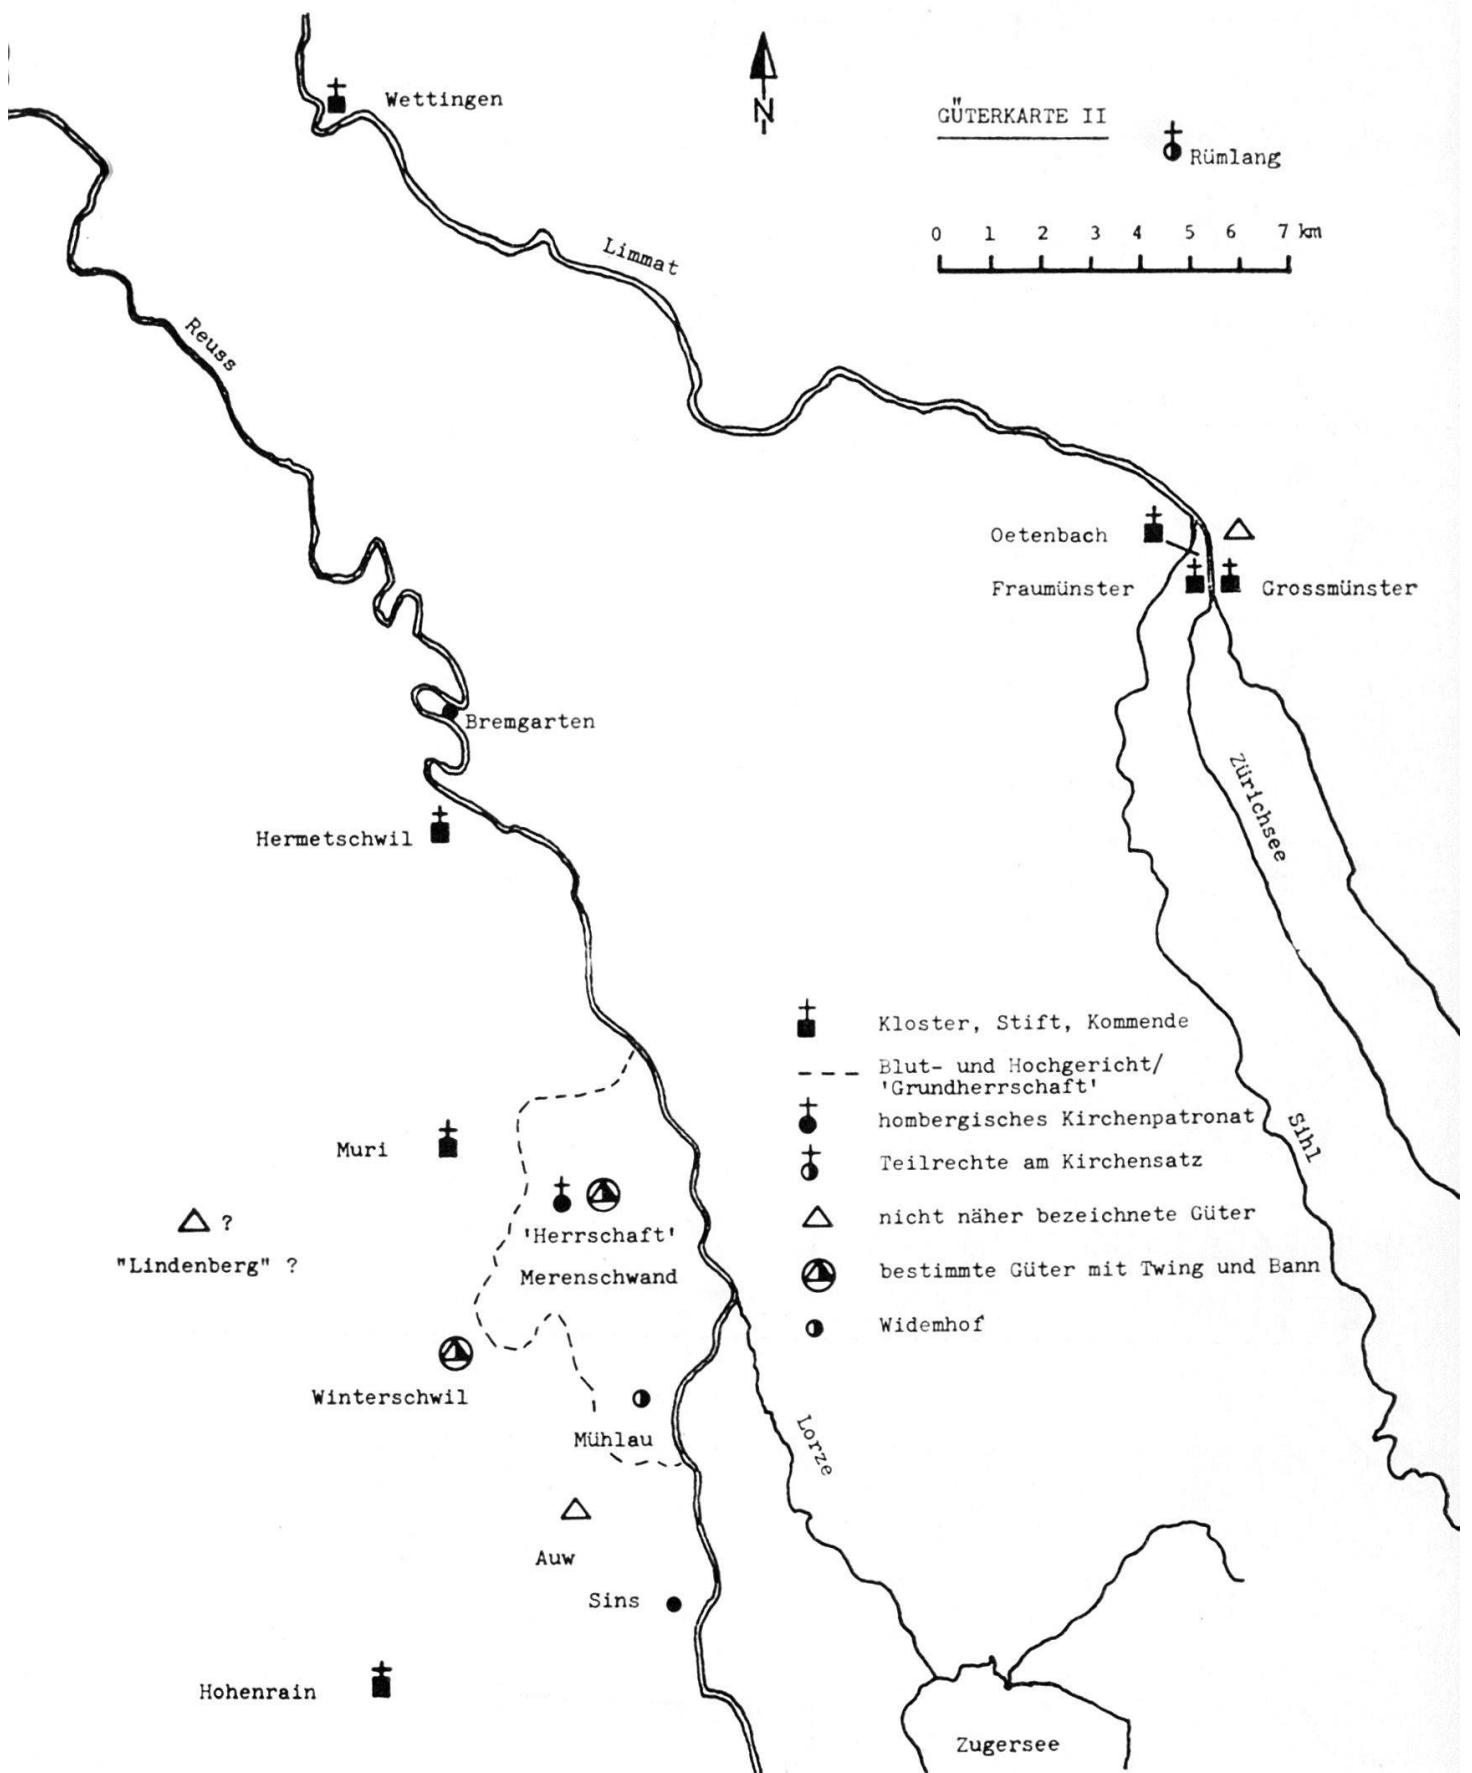 Wettingen
N
GÜTERKARTE II
Rümlang
0 1 2 3 4 5 6 7 km
Limmat
Reuss
Oetenbach
Fraumünster
Grossmünster
Bremgarten
Zürichsee
Hermetschwil
Kloster, Stift, Kommende
Blut- und Hochgericht/
'Grundherrschaft'
hombergisches Kirchenpatronat
Teilrechte am Kirchensatz
nicht näher bezeichnete Güter
bestimmte Güter mit Twing und Bann
Widemhof
Sihl
Muri
?
"Lindenberg" ?
'Herrschaft'
Merenschwand
Winterschwil
Mühlau
Lorze
Auw
Sins
Hohenrain
Zugersee